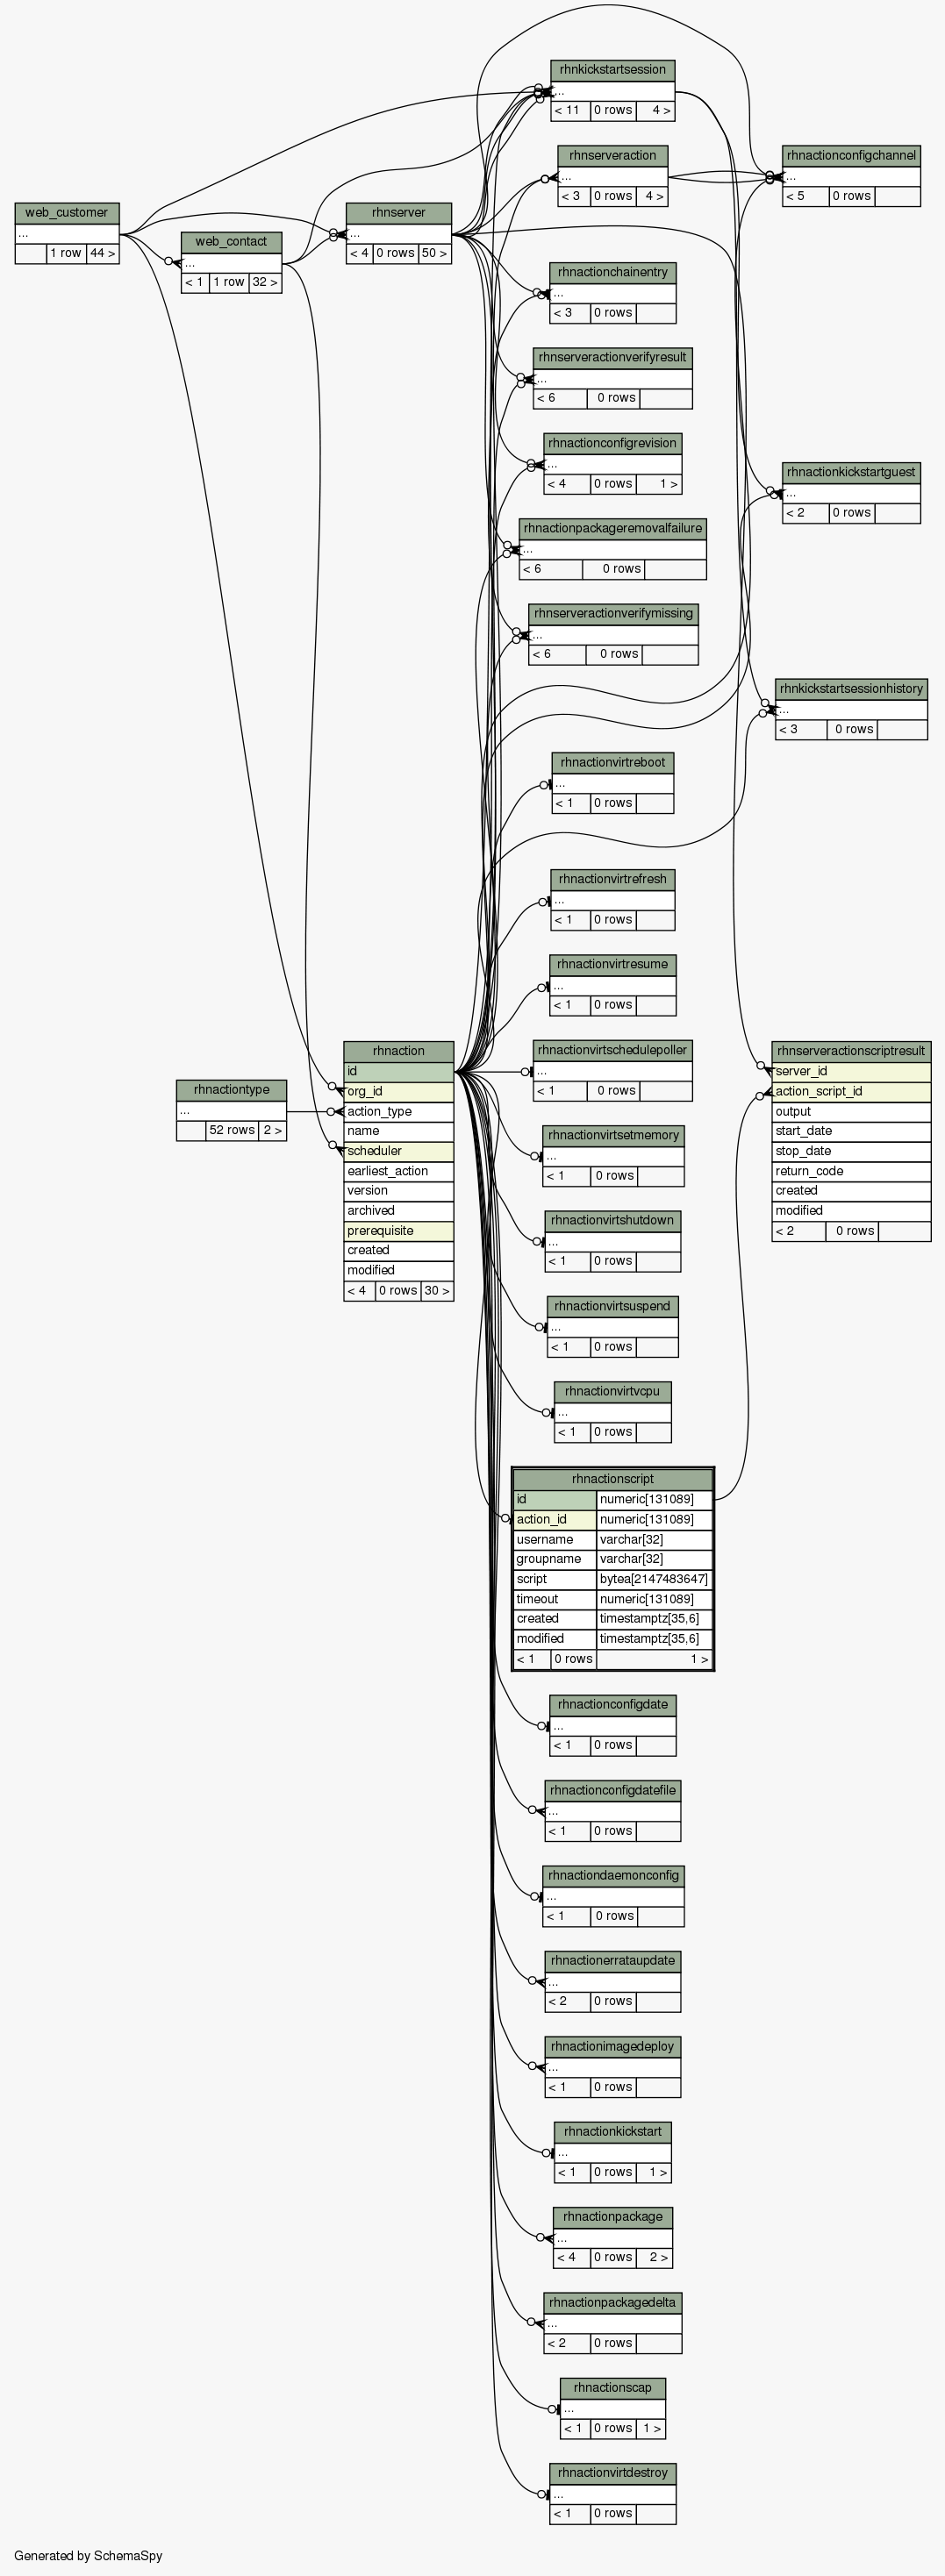 rhnkickstartsession
...
< 11 0 rows 4 >
rhnserveraction
...
< 3 0 rows 4 >
rhnactionconfigchannel
...
< 5 0 rows
web_customer
...
1 row 44 >
web_contact
...
< 1 1 row 32 >
rhnserver
...
< 4 0 rows 50 >
rhnactionchainentry
...
< 3 0 rows
rhnserveractionverifyresult
...
< 6 0 rows
rhnactionconfigrevision
...
< 4 0 rows 1 >
rhnactionkickstartguest
...
< 2 0 rows
rhnactionpackageremovalfailure
...
< 6 0 rows
rhnserveractionverifymissing
...
< 6 0 rows
rhnkickstartsessionhistory
...
< 3 0 rows
rhnactionvirtreboot
...
< 1 0 rows
rhnactionvirtrefresh
...
< 1 0 rows
rhnactionvirtresume
...
< 1 0 rows
rhnactiontype
...
52 rows 2 >
rhnaction
id
org_id
action_type
name
scheduler
earliest_action
version
archived
prerequisite
created
modified
< 4 0 rows 30 >
rhnactionvirtschedulepoller
...
< 1 0 rows
rhnserveractionscriptresult
server_id
action_script_id
output
start_date
stop_date
return_code
created
modified
< 2 0 rows
rhnactionvirtsetmemory
...
< 1 0 rows
rhnactionvirtshutdown
...
< 1 0 rows
rhnactionvirtsuspend
...
< 1 0 rows
rhnactionvirtvcpu
...
< 1 0 rows
rhnactionscript
id numeric[131089]
action_id numeric[131089]
username varchar[32]
groupname varchar[32]
script bytea[2147483647]
timeout numeric[131089]
created timestamptz[35,6]
modified timestamptz[35,6]
< 1 0 rows 1 >
rhnactionconfigdate
...
< 1 0 rows
rhnactionconfigdatefile
...
< 1 0 rows
rhnactiondaemonconfig
...
< 1 0 rows
rhnactionerrataupdate
...
< 2 0 rows
rhnactionimagedeploy
...
< 1 0 rows
rhnactionkickstart
...
< 1 0 rows 1 >
rhnactionpackage
...
< 4 0 rows 2 >
rhnactionpackagedelta
...
< 2 0 rows
rhnactionscap
...
< 1 0 rows 1 >
rhnactionvirtdestroy
...
< 1 0 rows
Generated by SchemaSpy